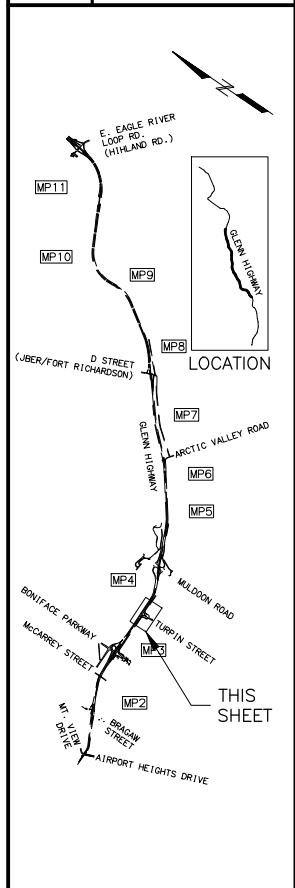 N
E. EAGLE RIVER
LOOP RD.
(HIHLAND RD.)
MP11
GLENN HIGHWAY
LOCATION
MP10
MP9
MP8
D STREET
(JBER/FORT RICHARDSON)
MP7
GLENN HIGHWAY
ARCTIC VALLEY ROAD
MP6
MP5
MULDOON ROAD
MP4
BONIFACE PARKWAY
TURPIN STREET
MP3
McCARREY STREET
THIS
SHEET
MP2
MT. VIEW
DRIVE
BRAGAW
STREET
AIRPORT HEIGHTS DRIVE